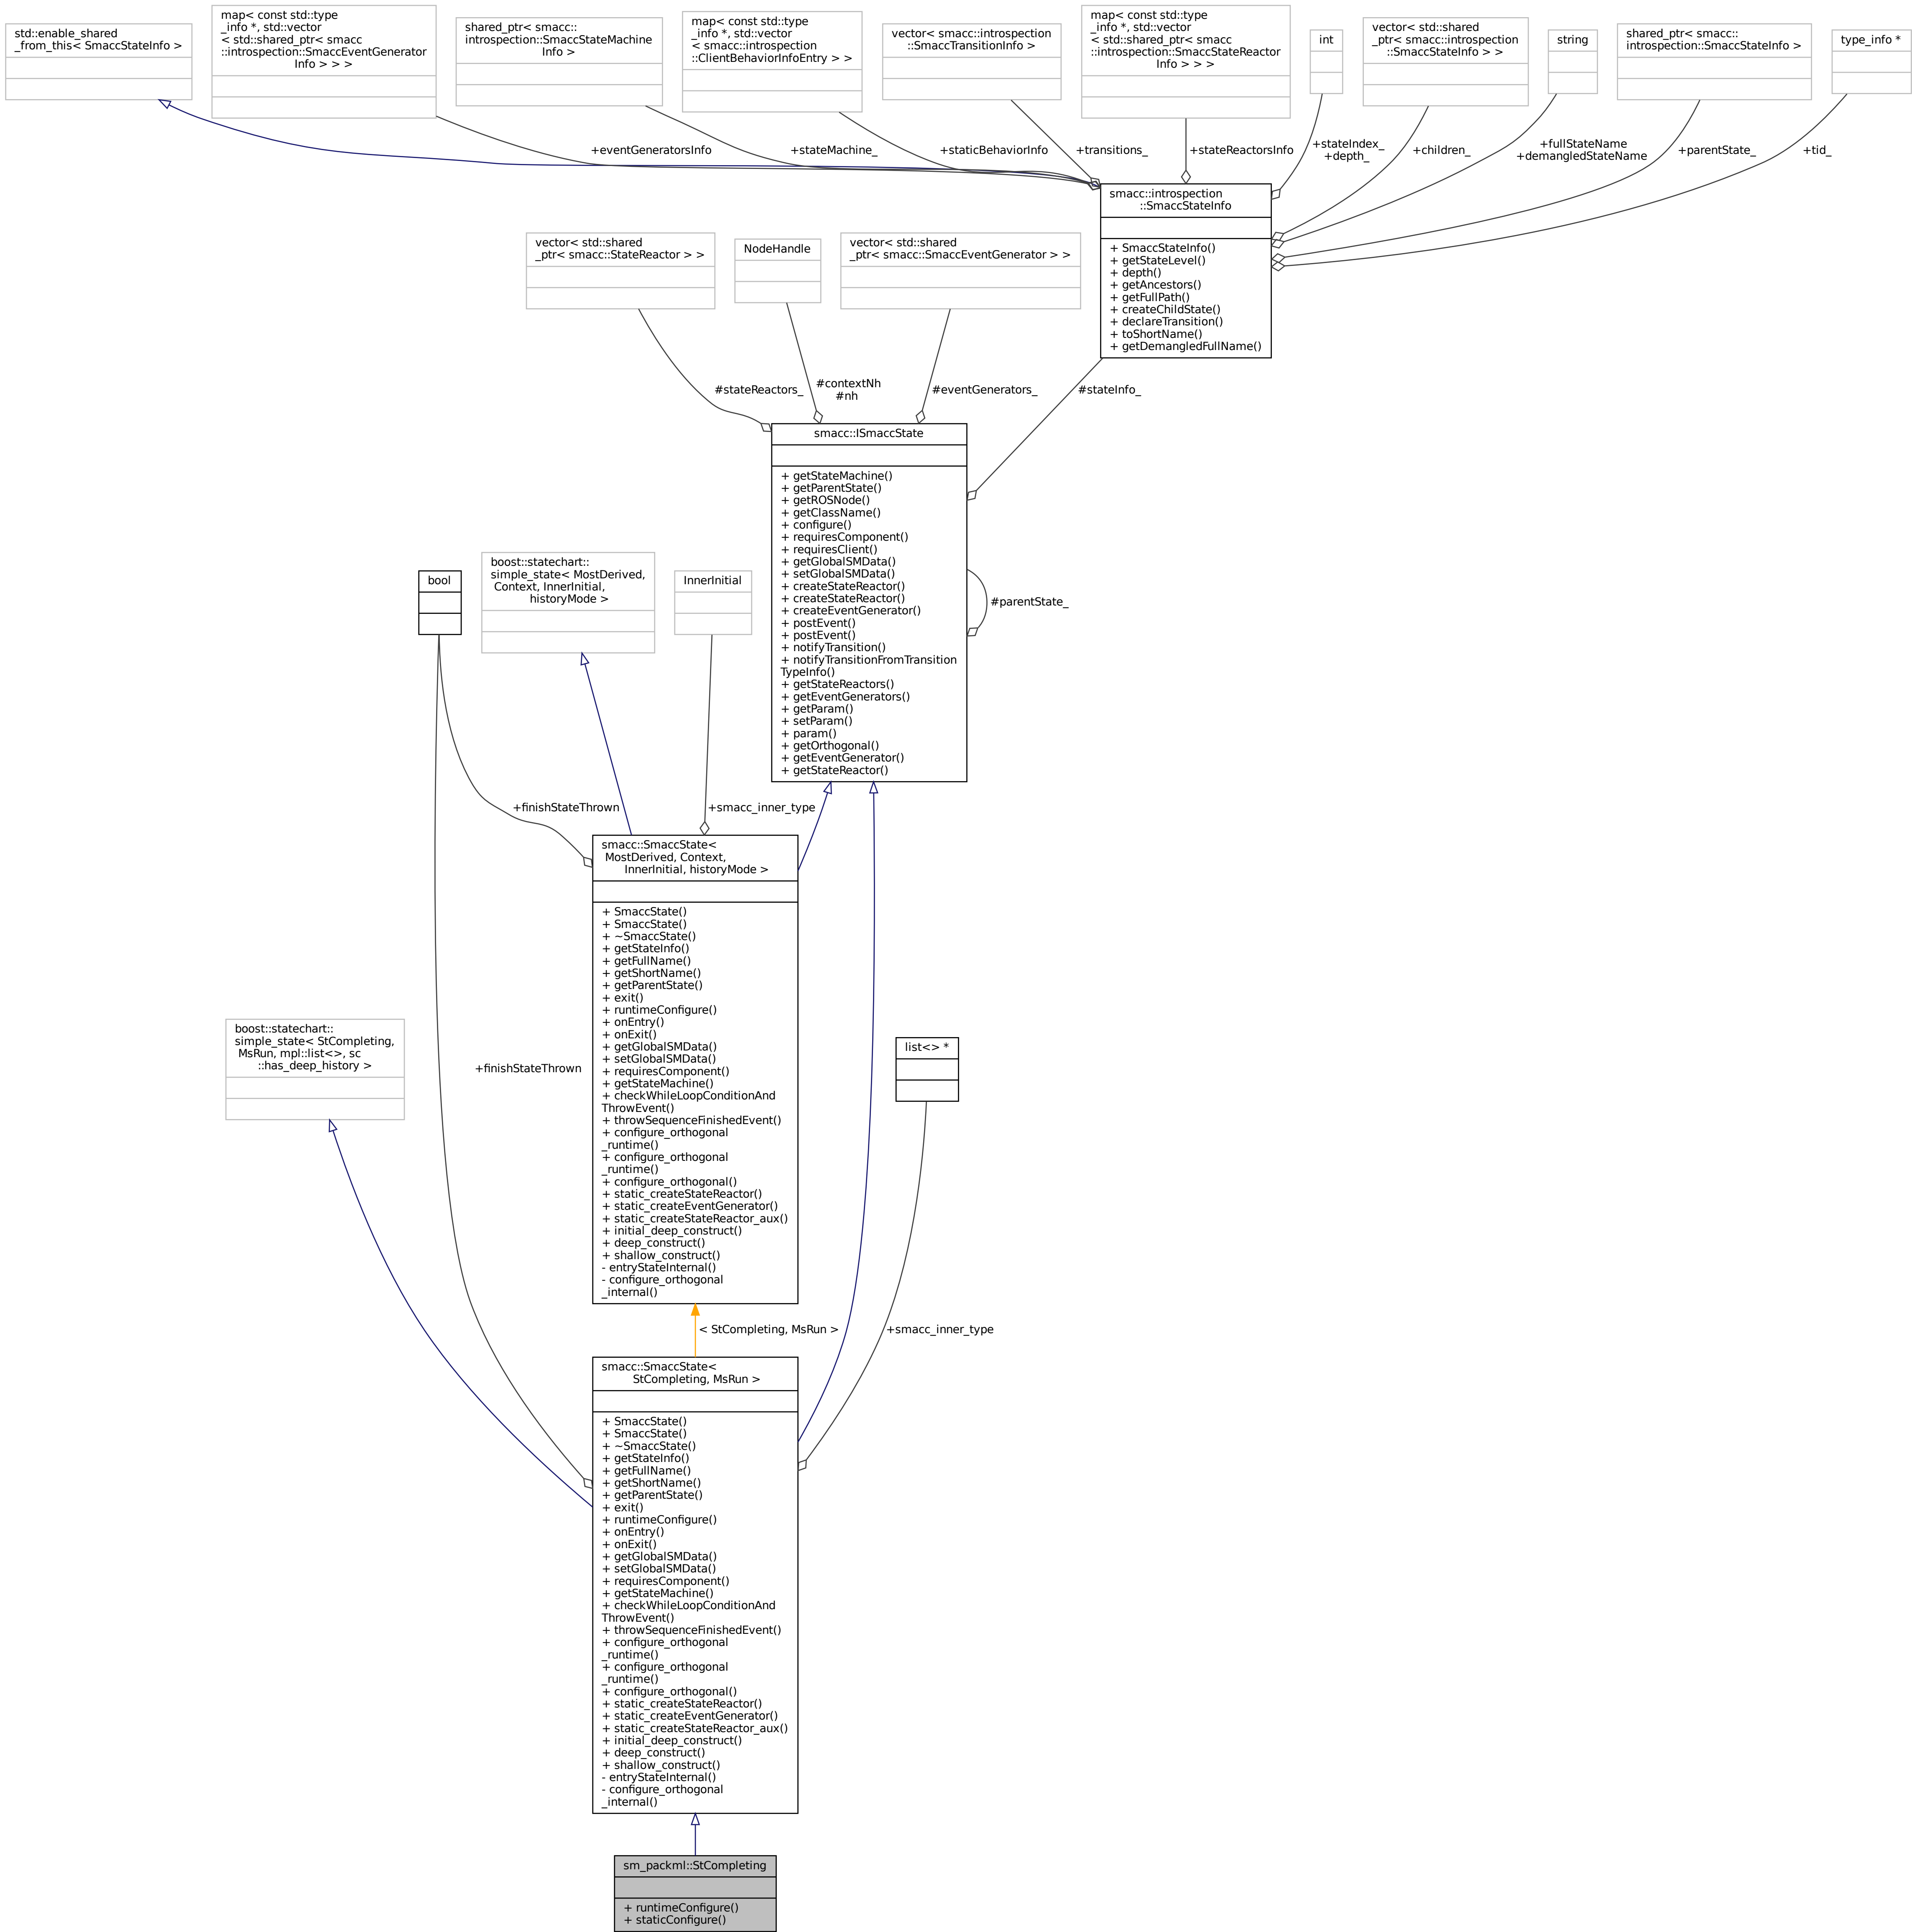 std::enable_shared
_from_this< SmaccStateInfo >
map< const std::type
_info *, std::vector
< std::shared_ptr< smacc
::introspection::SmaccEventGenerator
Info > > >
shared_ptr< smacc::
introspection::SmaccStateMachine
Info >
map< const std::type
_info *, std::vector
< smacc::introspection
::ClientBehaviorInfoEntry > >
vector< smacc::introspection
::SmaccTransitionInfo >
map< const std::type
_info *, std::vector
< std::shared_ptr< smacc
::introspection::SmaccStateReactor
Info > > >
int
vector< std::shared
_ptr< smacc::introspection
::SmaccStateInfo > >
string
shared_ptr< smacc::
introspection::SmaccStateInfo >
type_info *
+eventGeneratorsInfo
+stateMachine_
+staticBehaviorInfo
+transitions_
+stateReactorsInfo
+stateIndex_
+depth_
+children_
+fullStateName
+demangledStateName
+parentState_
+tid_
smacc::introspection
::SmaccStateInfo
+ SmaccStateInfo()
+ getStateLevel()
+ depth()
+ getAncestors()
+ getFullPath()
+ createChildState()
+ declareTransition()
+ toShortName()
+ getDemangledFullName()
vector< std::shared
_ptr< smacc::StateReactor > >
NodeHandle
vector< std::shared
_ptr< smacc::SmaccEventGenerator > >
#stateReactors_
#contextNh
#nh
#eventGenerators_
#stateInfo_
smacc::ISmaccState
+ getStateMachine()
+ getParentState()
+ getROSNode()
+ getClassName()
+ configure()
+ requiresComponent()
+ requiresClient()
+ getGlobalSMData()
+ setGlobalSMData()
+ createStateReactor()
+ createStateReactor()
+ createEventGenerator()
+ postEvent()
+ postEvent()
+ notifyTransition()
+ notifyTransitionFromTransition
TypeInfo()
+ getStateReactors()
+ getEventGenerators()
+ getParam()
+ setParam()
+ param()
+ getOrthogonal()
+ getEventGenerator()
+ getStateReactor()
#parentState_
bool
boost::statechart::
simple_state< MostDerived,
Context, InnerInitial,
historyMode >
InnerInitial
+finishStateThrown
+smacc_inner_type
smacc::SmaccState<
MostDerived, Context,
InnerInitial, historyMode >
+ SmaccState()
+ SmaccState()
+ ~SmaccState()
+ getStateInfo()
+ getFullName()
+ getShortName()
+ getParentState()
+ exit()
+ runtimeConfigure()
+ onEntry()
+ onExit()
+ getGlobalSMData()
+ setGlobalSMData()
+ requiresComponent()
+ getStateMachine()
+ checkWhileLoopConditionAnd
ThrowEvent()
+ throwSequenceFinishedEvent()
+ configure_orthogonal
_runtime()
+ configure_orthogonal
_runtime()
+ configure_orthogonal()
+ static_createStateReactor()
+ static_createEventGenerator()
+ static_createStateReactor_aux()
+ initial_deep_construct()
+ deep_construct()
+ shallow_construct()
- entryStateInternal()
- configure_orthogonal
_internal()
boost::statechart::
simple_state< StCompleting,
MsRun, mpl::list<>, sc
::has_deep_history >
+finishStateThrown
list<> *
< StCompleting, MsRun >
+smacc_inner_type
smacc::SmaccState<
StCompleting, MsRun >
+ SmaccState()
+ SmaccState()
+ ~SmaccState()
+ getStateInfo()
+ getFullName()
+ getShortName()
+ getParentState()
+ exit()
+ runtimeConfigure()
+ onEntry()
+ onExit()
+ getGlobalSMData()
+ setGlobalSMData()
+ requiresComponent()
+ getStateMachine()
+ checkWhileLoopConditionAnd
ThrowEvent()
+ throwSequenceFinishedEvent()
+ configure_orthogonal
_runtime()
+ configure_orthogonal
_runtime()
+ configure_orthogonal()
+ static_createStateReactor()
+ static_createEventGenerator()
+ static_createStateReactor_aux()
+ initial_deep_construct()
+ deep_construct()
+ shallow_construct()
- entryStateInternal()
- configure_orthogonal
_internal()
sm_packml::StCompleting
+ runtimeConfigure()
+ staticConfigure()